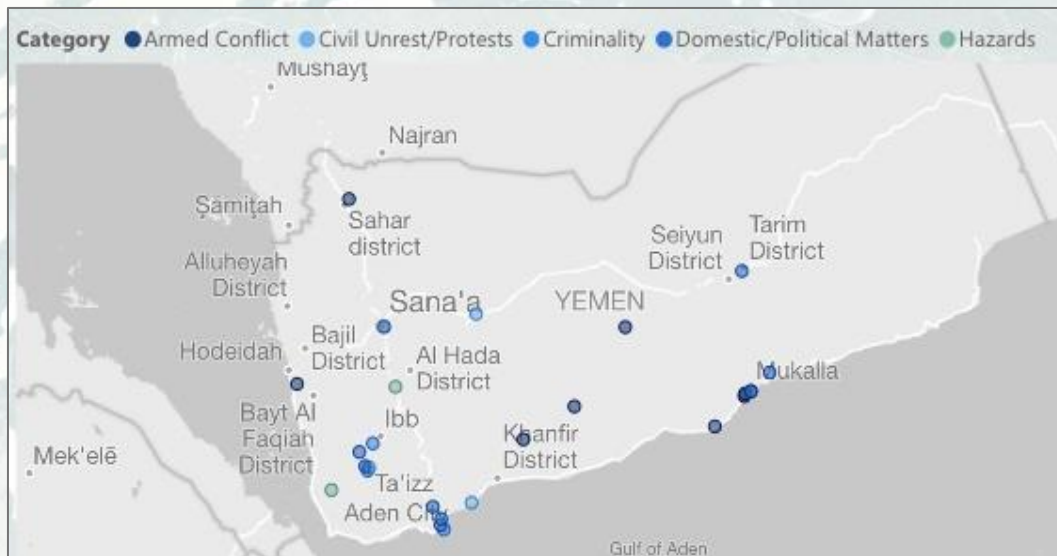 Category Armed Conflict Civil Unrest/Protests Criminality Domestic/Political Matters Hazards
Mushayţ
Najran
Şāmiţah
Sahar
district
Tarim
District
Seiyun
District
Alluheyah
District
Sana'a
YEMEN
Bajil
District
Hodeidah
Al Hada
District
Mukalla
Bayt Al
Faqiah
District
Ibb
Khanfir
District
Mek'elē
Ta'izz
Aden City
Gulf of Aden